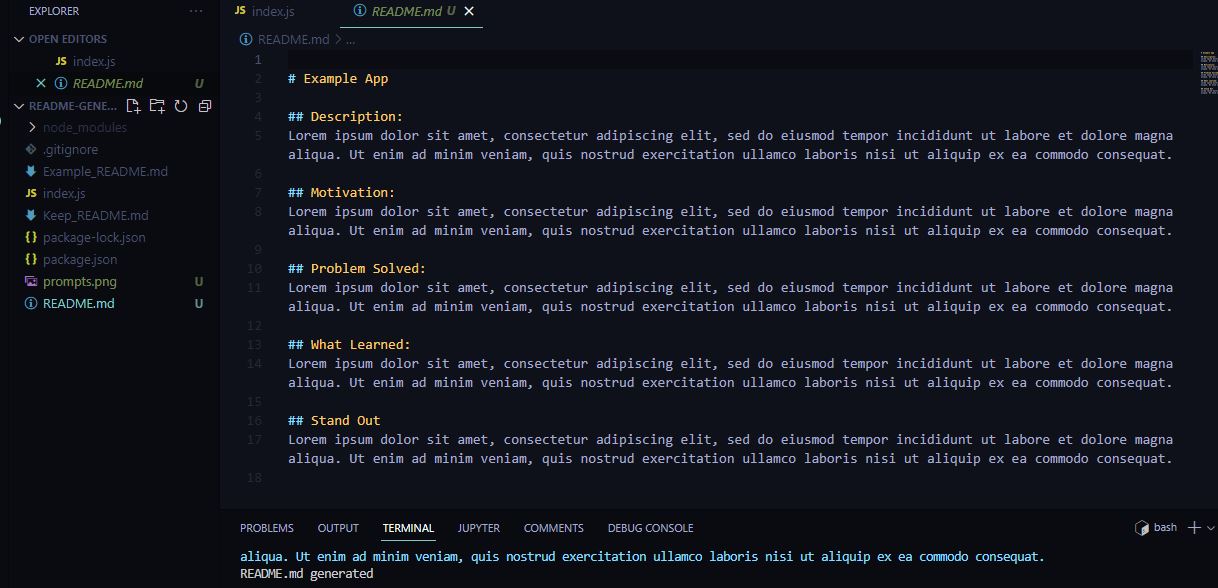 EXPLORER
OPEN EDITORS
JS index.js
README.md U
README-GENE...
node_modules
.gitignore
Example_README.md
JS index.js
Keep_README.md
{} package-lock.json
{} package.json
prompts.png U
README.md U
JS index.js
README.md U
README.md > ...
1
2 # Example App
3
4 ## Description:
5 Lorem ipsum dolor sit amet, consectetur adipiscing elit, sed do eiusmod tempor incididunt ut labore et dolore magna
aliqua. Ut enim ad minim veniam, quis nostrud exercitation ullamco laboris nisi ut aliquip ex ea commodo consequat.
6
7 ## Motivation:
8 Lorem ipsum dolor sit amet, consectetur adipiscing elit, sed do eiusmod tempor incididunt ut labore et dolore magna
aliqua. Ut enim ad minim veniam, quis nostrud exercitation ullamco laboris nisi ut aliquip ex ea commodo consequat.
9
10 ## Problem Solved:
11 Lorem ipsum dolor sit amet, consectetur adipiscing elit, sed do eiusmod tempor incididunt ut labore et dolore magna
aliqua. Ut enim ad minim veniam, quis nostrud exercitation ullamco laboris nisi ut aliquip ex ea commodo consequat.
12
13 ## What Learned:
14 Lorem ipsum dolor sit amet, consectetur adipiscing elit, sed do eiusmod tempor incididunt ut labore et dolore magna
aliqua. Ut enim ad minim veniam, quis nostrud exercitation ullamco laboris nisi ut aliquip ex ea commodo consequat.
15
16 ## Stand Out
17 Lorem ipsum dolor sit amet, consectetur adipiscing elit, sed do eiusmod tempor incididunt ut labore et dolore magna
aliqua. Ut enim ad minim veniam, quis nostrud exercitation ullamco laboris nisi ut aliquip ex ea commodo consequat.
18
PROBLEMS OUTPUT TERMINAL JUPYTER COMMENTS DEBUG CONSOLE bash
aliqua. Ut enim ad minim veniam, quis nostrud exercitation ullamco laboris nisi ut aliquip ex ea commodo consequat.
README.md generated